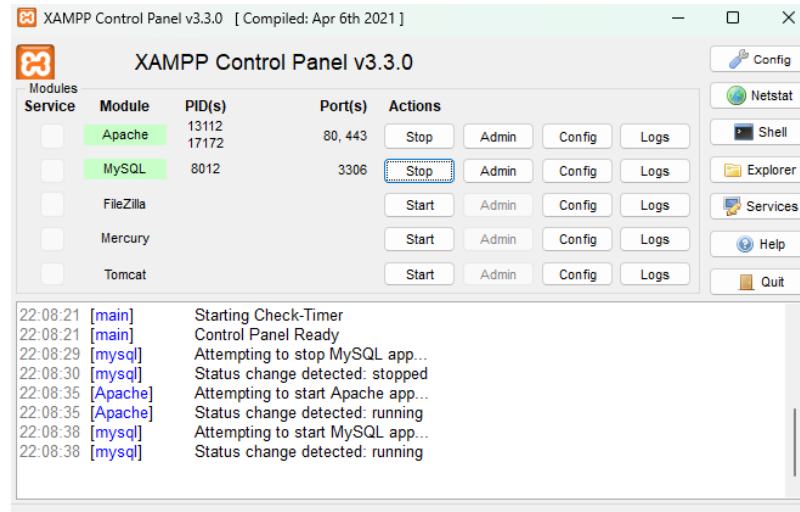 XAMPP Control Panel v3.3.0 [ Compiled: Apr 6th 2021 ]
XAMPP Control Panel v3.3.0
Config
Modules
Service Module PID(s) Port(s) Actions
Netstat
Apache 13112 17172 80, 443 Stop Admin Config Logs
Shell
MySQL 8012 3306 Stop Admin Config Logs
Explorer
FileZilla Start Admin Config Logs
Services
Mercury Start Admin Config Logs
Help
Tomcat Start Admin Config Logs
Quit
22:08:21 [main] Starting Check-Timer
22:08:21 [main] Control Panel Ready
22:08:29 [mysql] Attempting to stop MySQL app...
22:08:30 [mysql] Status change detected: stopped
22:08:35 [Apache] Attempting to start Apache app...
22:08:35 [Apache] Status change detected: running
22:08:38 [mysql] Attempting to start MySQL app...
22:08:38 [mysql] Status change detected: running